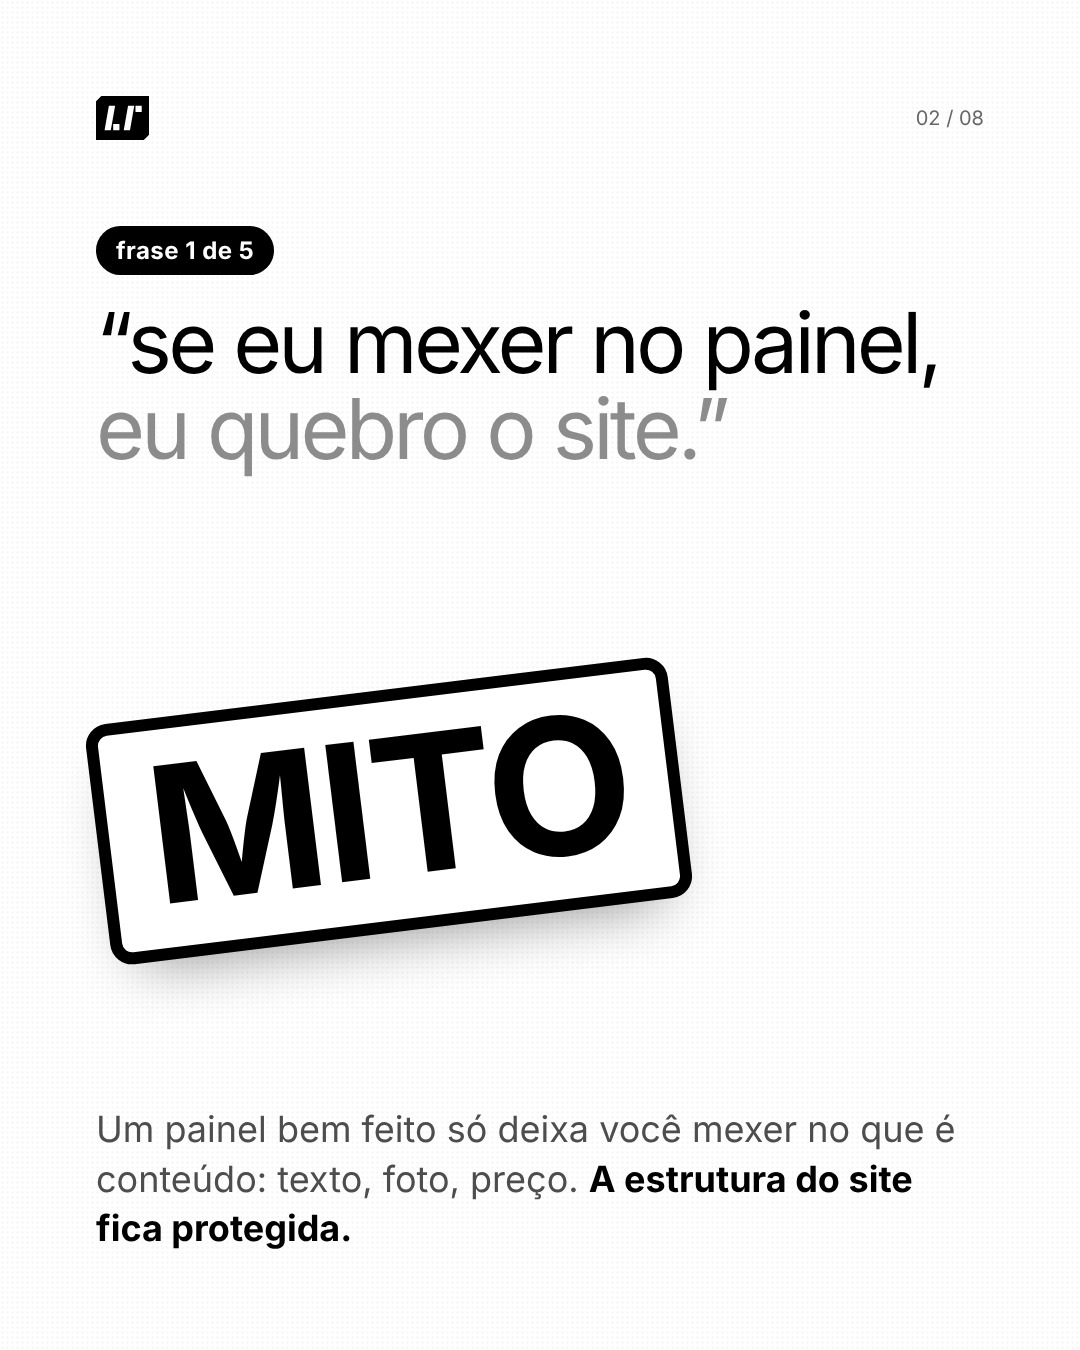 02 / 08
frase 1 de 5
“se eu mexer no painel,
eu quebro o site.”
MITO
Um painel bem feito só deixa você mexer no que é
conteúdo: texto, foto, preço. A estrutura do site
fica protegida.